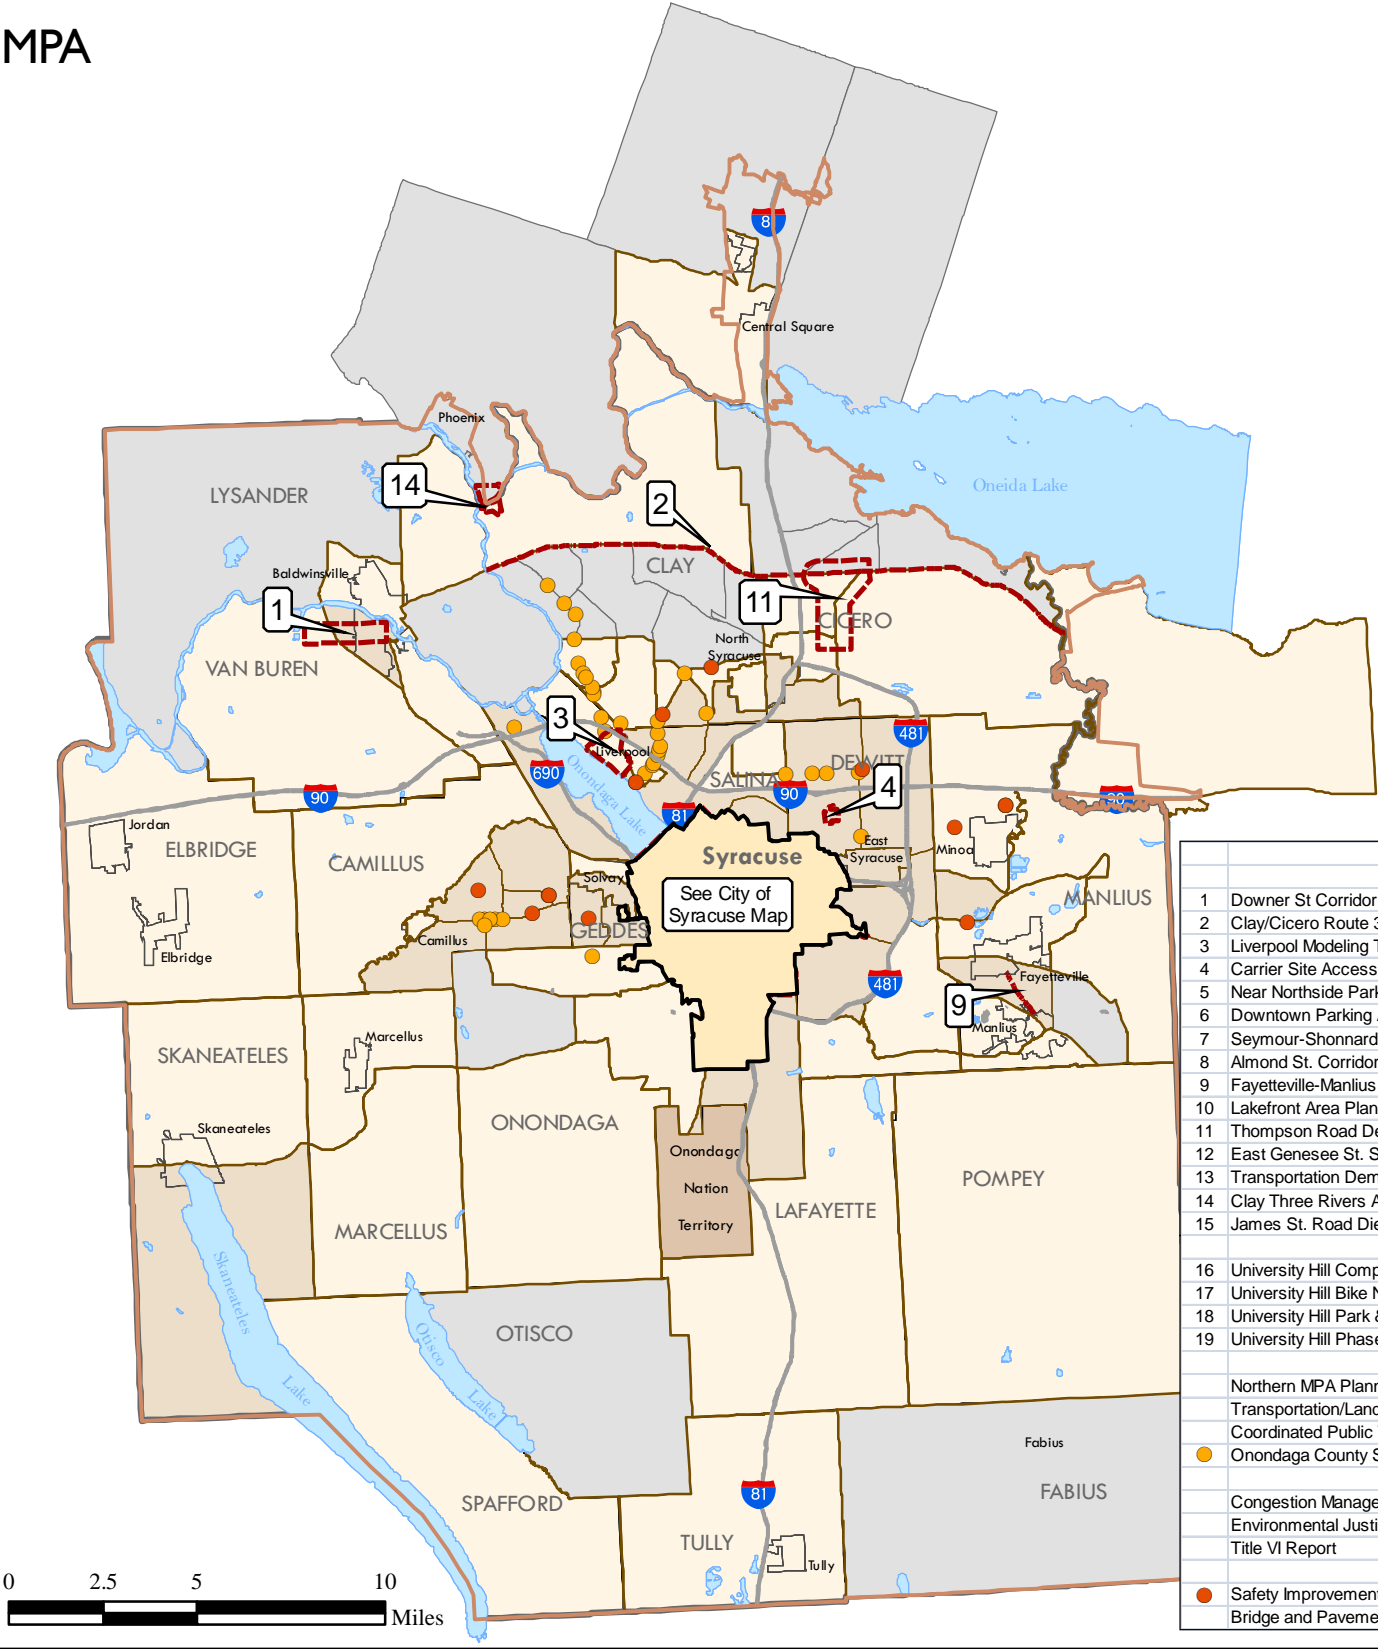 MPA
8
Central Square
Phoenix
14
LYSANDER
2
Oneida Lake
CLAY
Baldwinsville
1
11
CICERO
North
Syracuse
VAN BUREN
3
Liverpool
481
DEWITT
690
Onondaga Lake
SALINA
90
90
4
90
81
Jordan
ELBRIDGE
CAMILLUS
Syracuse
East
Syracuse
Minoa
See City of
Syracuse Map
Solvay
MANLIUS
GEDDES
Camillus
Elbridge
481
Fayetteville
9
Manlius
Marcellus
SKANEATELES
Skaneateles
ONONDAGA
Onondaga
Nation
Territory
POMPEY
LAFAYETTE
MARCELLUS
Skaneateles
Lake
Otisco
Lake
OTISCO
Fabius
FABIUS
81
SPAFFORD
TULLY
Tully
0 2.5 5 10
Miles
1 Downer St Corridor
2 Clay/Cicero Route 3
3 Liverpool Modeling T
4 Carrier Site Access
5 Near Northside Park
6 Downtown Parking
7 Seymour-Shonnard
8 Almond St. Corridor
9 Fayetteville-Manlius
10 Lakefront Area Plan
11 Thompson Road De
12 East Genesee St. S
13 Transportation Dem
14 Clay Three Rivers A
15 James St. Road Die
16 University Hill Comp
17 University Hill Bike N
18 University Hill Park &
19 University Hill Phase
Northern MPA Plann
Transportation/Land
Coordinated Public
Onondaga County S
Congestion Manage
Environmental Justi
Title VI Report
Safety Improvement
Bridge and Paveme